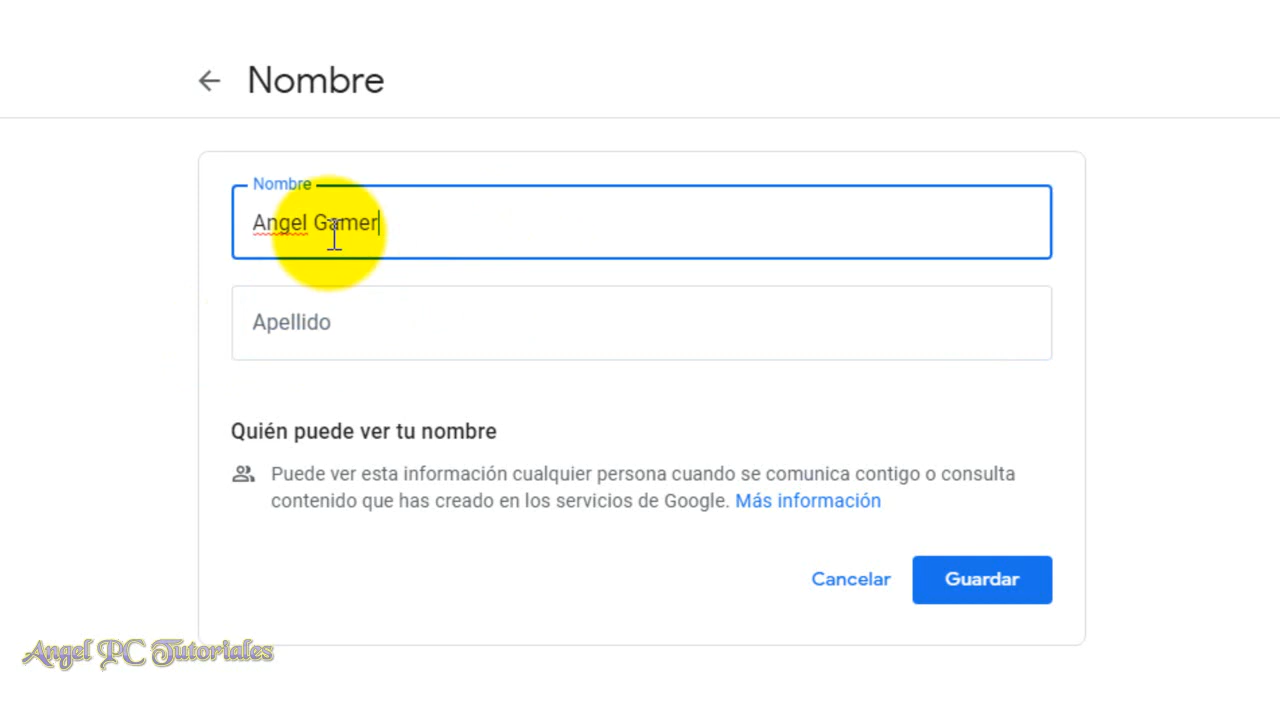 Nombre
Nombre
Angel Gamer
Apellido
Quién puede ver tu nombre
Puede ver esta información cualquier persona cuando se comunica contigo o consulta
contenido que has creado en los servicios de Google. Más información
Cancelar
Guardar
Angel PC Tutoriales